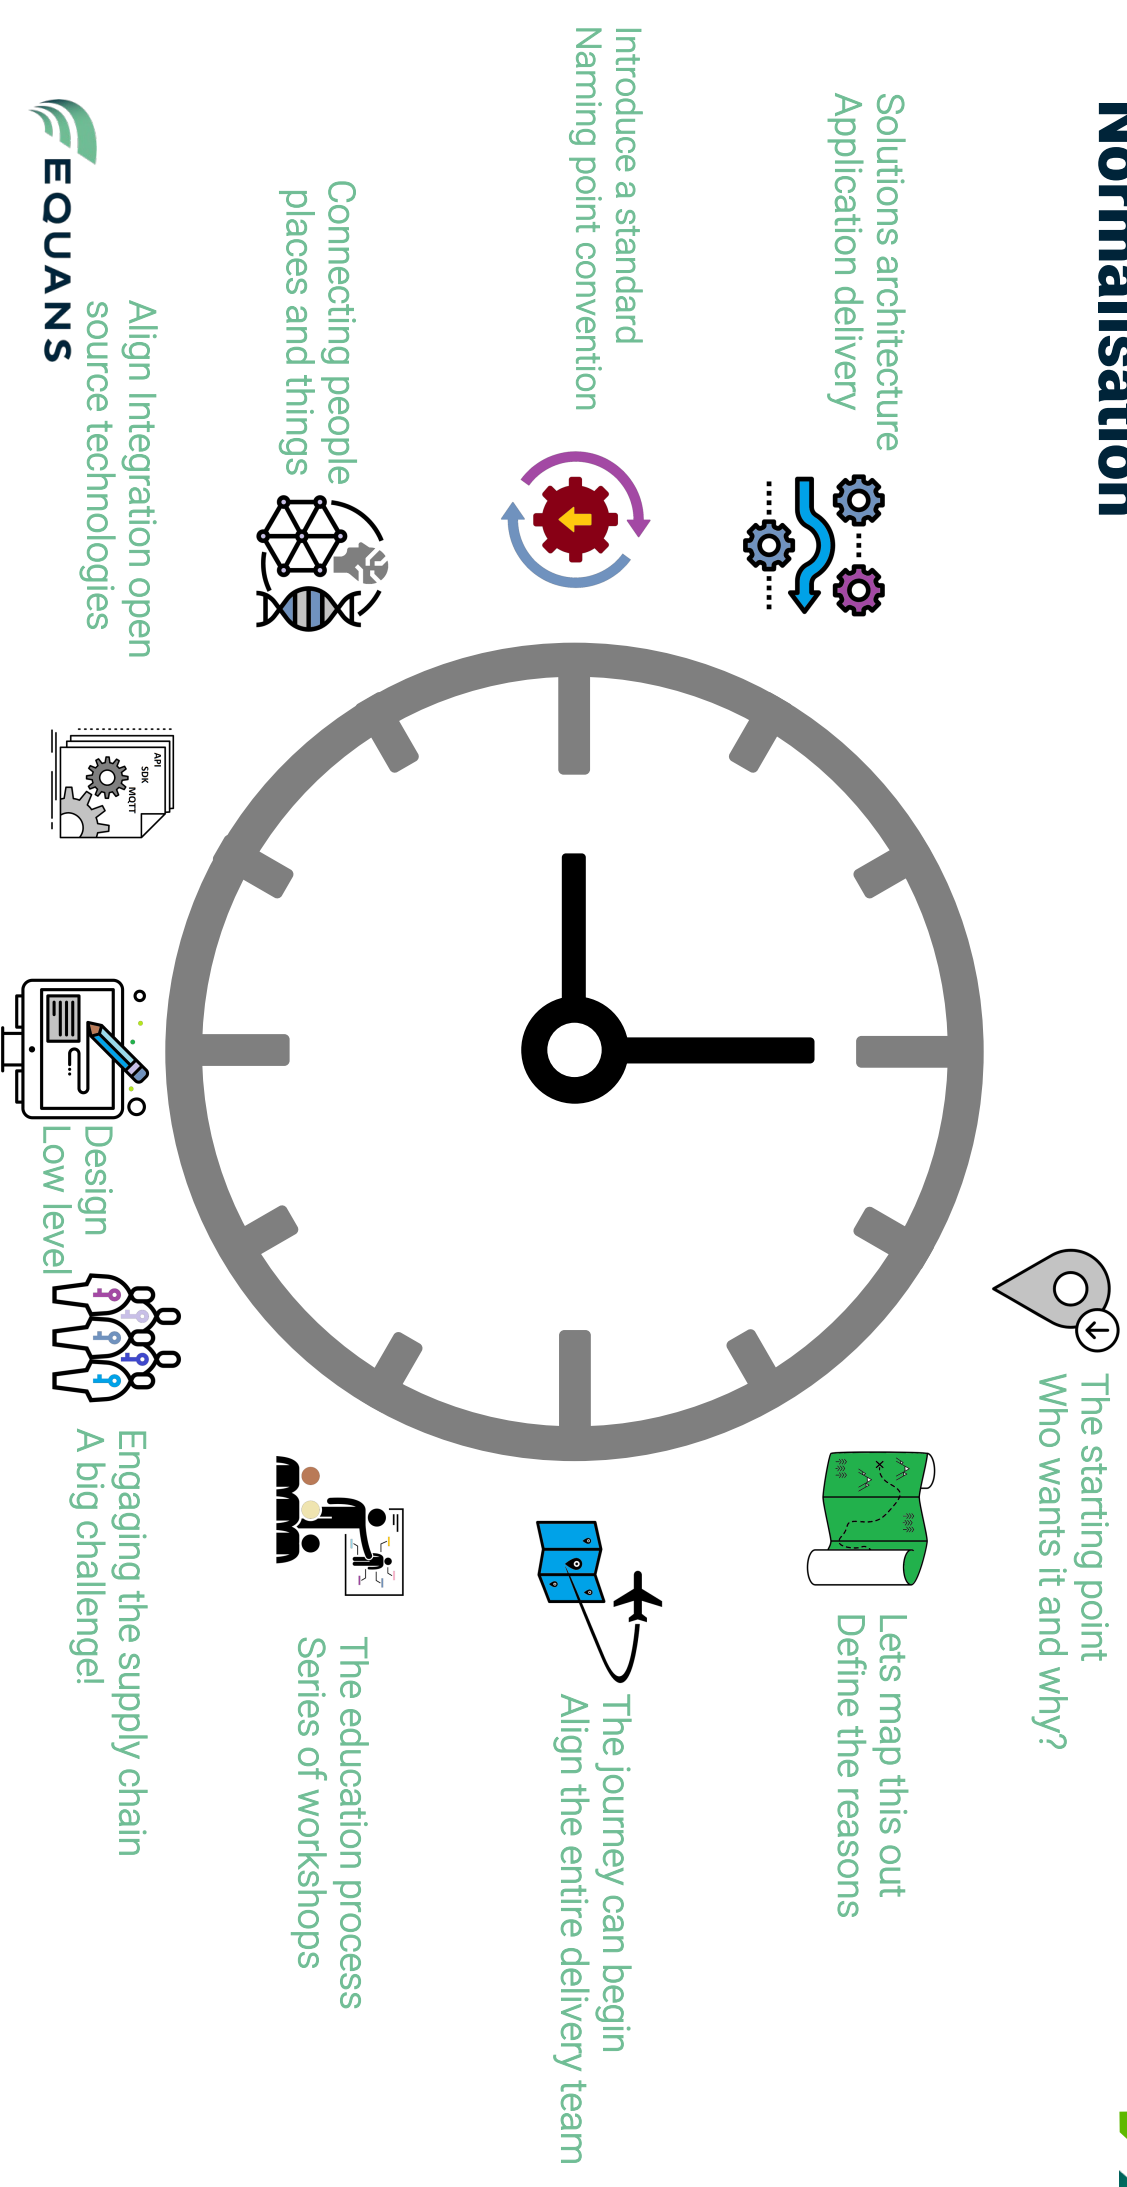 Normalisation
The starting point
Who wants it and why?
Lets map this out
Define the reasons
The journey can begin
Align the entire delivery team
The education process
Series of workshops
Engaging the supply chain
A big challenge!
Design
Low level
API
SDK
MQTT
Align Integration open
source technologies
Connecting people
places and things
Introduce a standard
Naming point convention
Solutions architecture
Application delivery
EQUANS